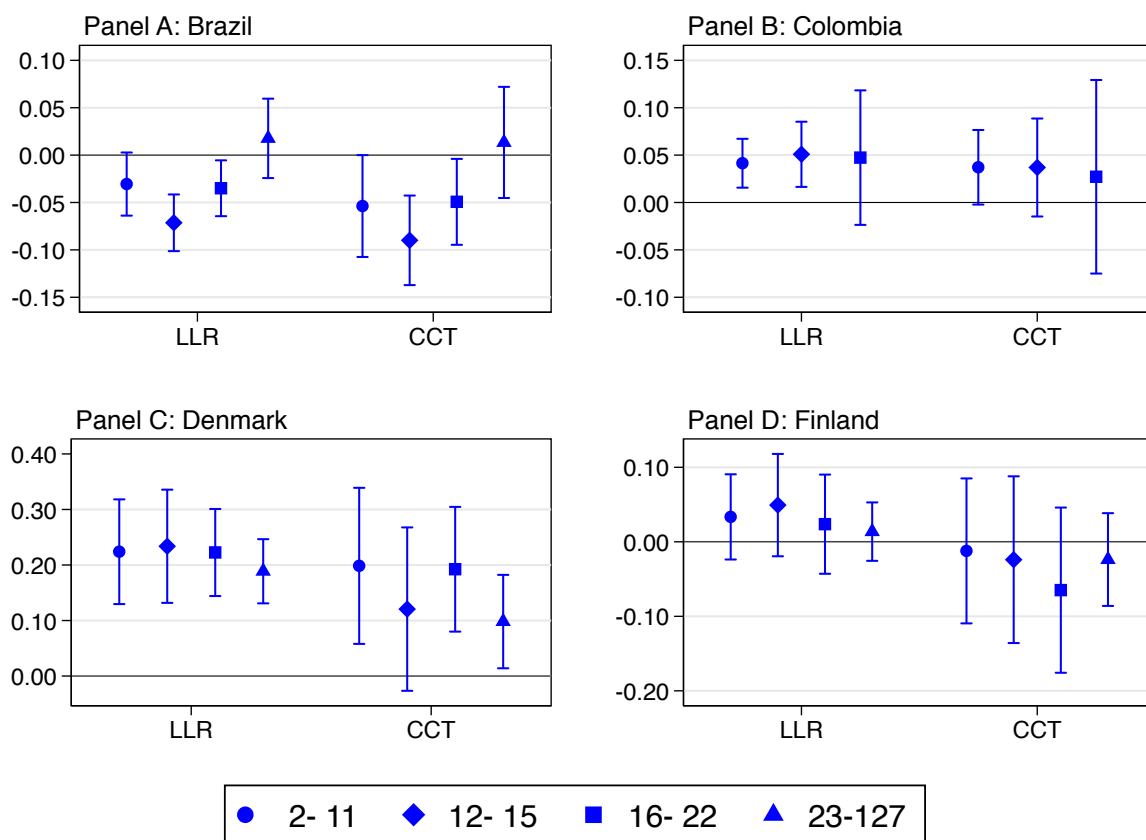 Panel A: Brazil
0.10
0.05
0.00
-0.05
-0.10
-0.15
LLR CCT
Panel B: Colombia
0.15
0.10
0.05
0.00
-0.05
-0.10
LLR CCT
Panel C: Denmark
0.40
0.30
0.20
0.10
0.00
LLR CCT
Panel D: Finland
0.10
0.00
-0.10
-0.20
LLR CCT
2- 11 12- 15 16- 22 23-127